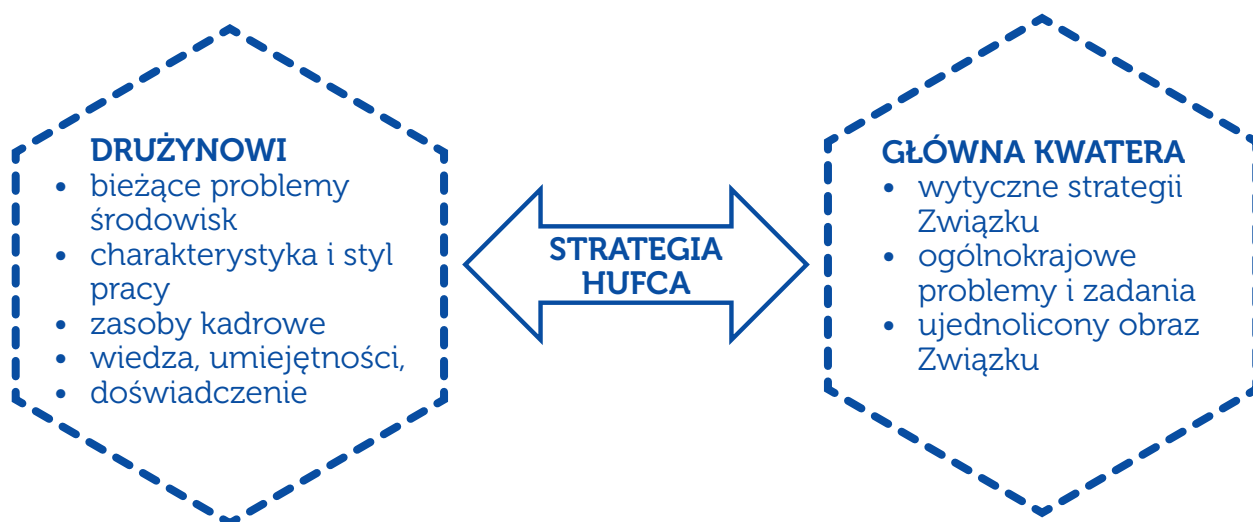 DRUŻYNOWI
• bieżące problemy
środowisk
• charakterystyka i styl
pracy
• zasoby kadrowe
• wiedza, umiejętności,
• doświadczenie
STRATEGIA
HUFCA
GŁÓWNA KWATERA
• wytyczne strategii
Związku
• ogólnokrajowe
problemy i zadania
• ujednolicony obraz
Związku